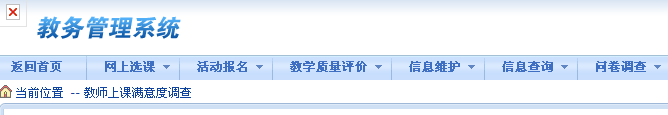 教务管理系统
返回首页 网上选课 活动报名 教学质量评价 信息维护 信息查询 问卷调查
当前位置 -- 教师上课满意度调查